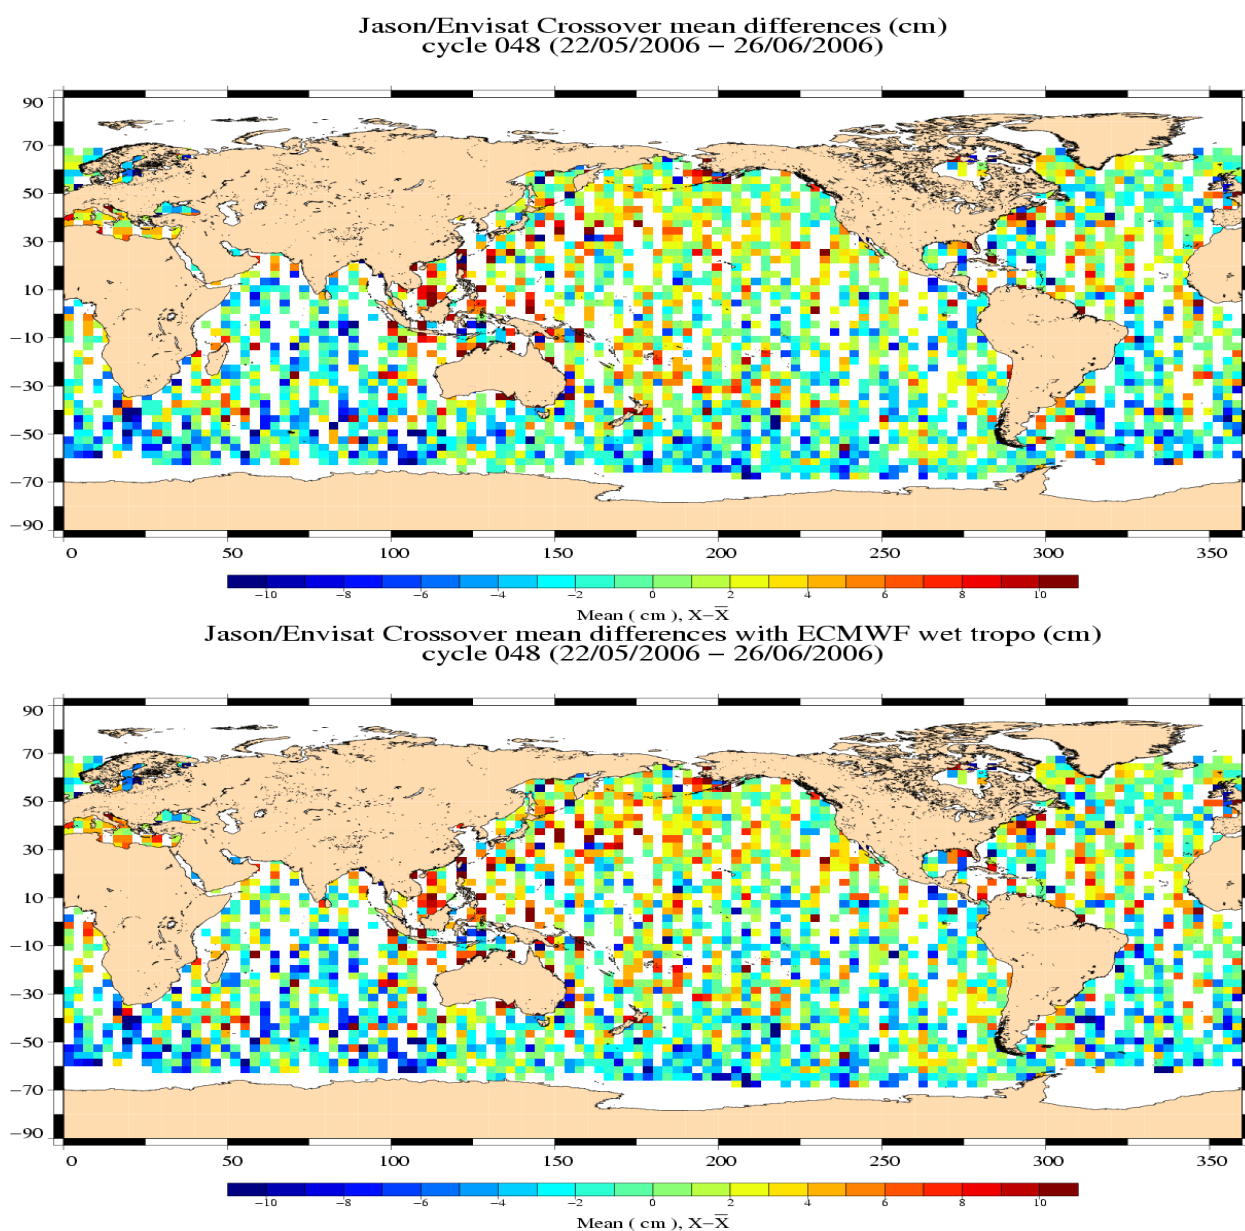 Jason/Envisat Crossover mean differences (cm)
cycle 048 (22/05/2006 − 26/06/2006)
90
70
50
30
10
−10
−30
−50
−70
−90
0 50 100 150 200 250 300 350
−10 −8 −6 −4 −2 0 2 4 6 8 10
Mean ( cm ), X−X̅
Jason/Envisat Crossover mean differences with ECMWF wet tropo (cm)
cycle 048 (22/05/2006 − 26/06/2006)
90
70
50
30
10
−10
−30
−50
−70
−90
0 50 100 150 200 250 300 350
−10 −8 −6 −4 −2 0 2 4 6 8 10
Mean ( cm ), X−X̅